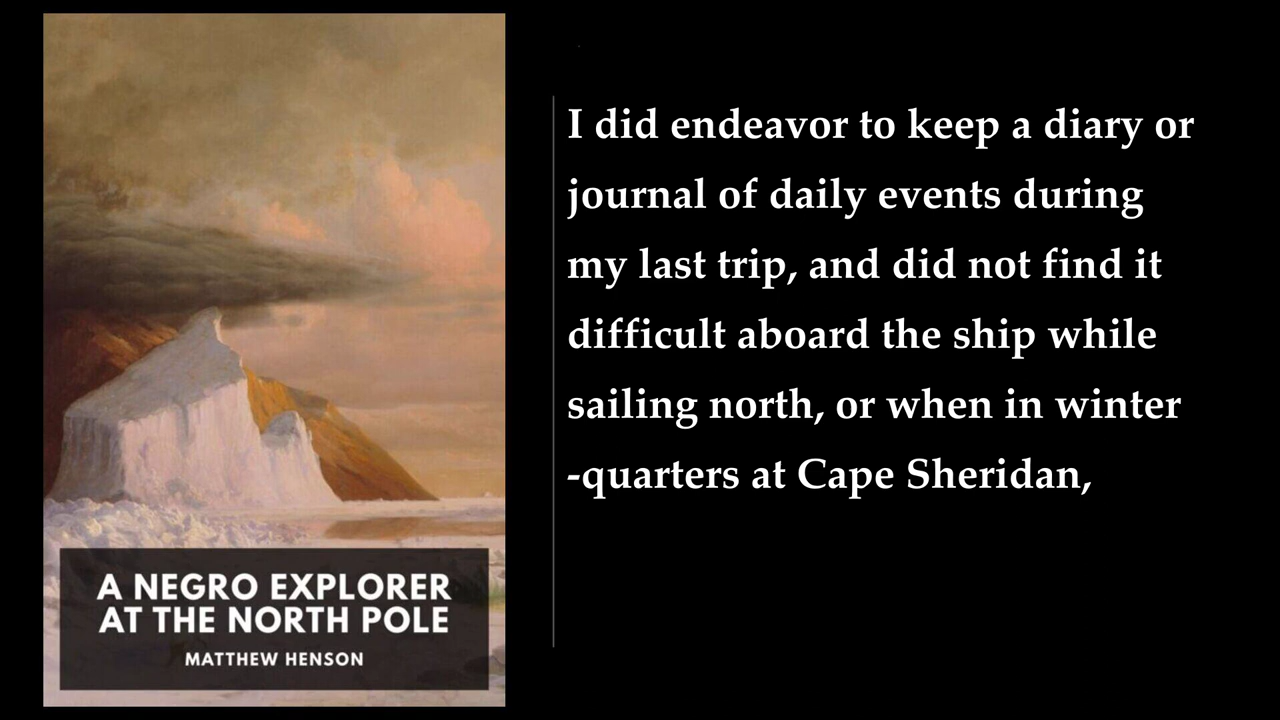 A NEGRO EXPLORER
AT THE NORTH POLE
MATTHEW HENSON
I did endeavor to keep a diary or
journal of daily events during
my last trip, and did not find it
difficult aboard the ship while
sailing north, or when in winter
-quarters at Cape Sheridan,